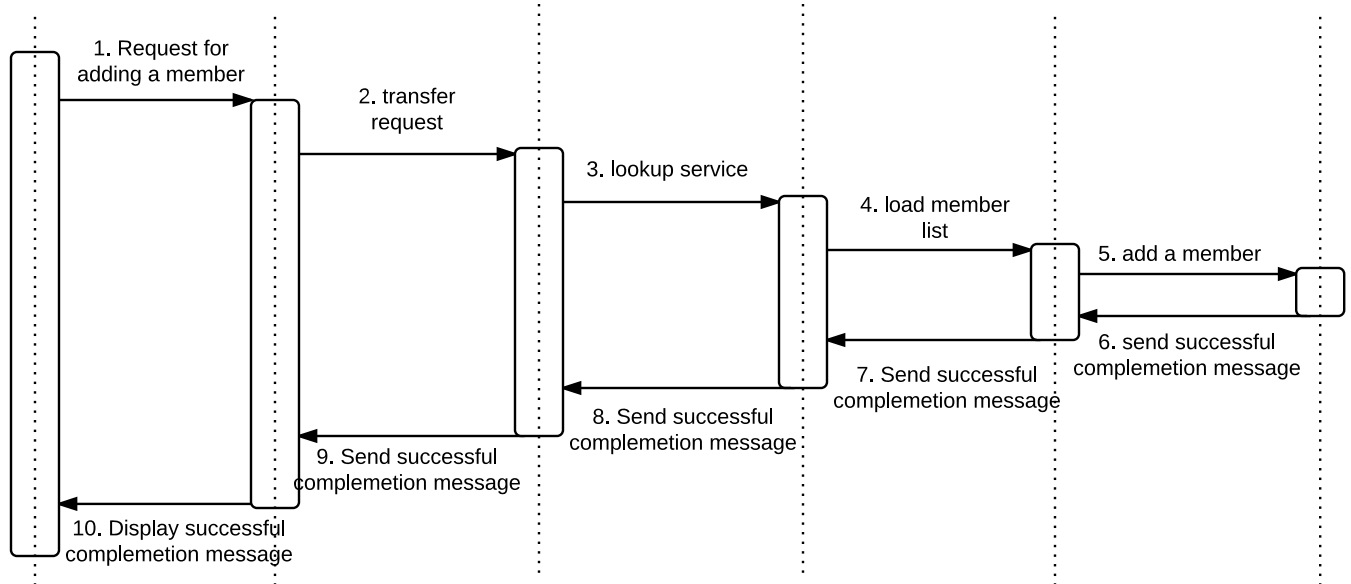 1. Request for
adding a member
2. transfer
request
3. lookup service
4. load member
list
5. add a member
6. send successful
complemetion message
7. Send successful
complemetion message
8. Send successful
complemetion message
9. Send successful
complemetion message
10. Display successful
complemetion message